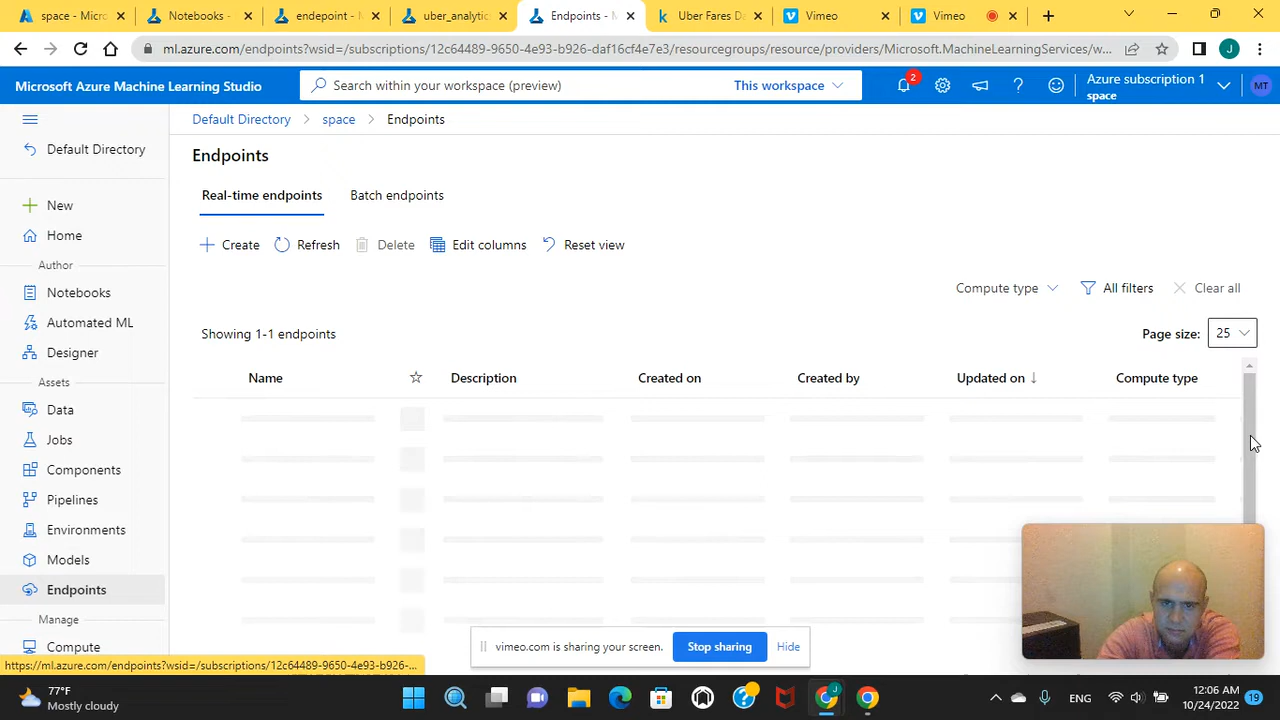 space - Micro
Notebooks -
endepoint - M
uber_analytic
Endpoints - M
Uber Fares Da
Vimeo
Vimeo
ml.azure.com/endpoints?wsid=/subscriptions/12c64489-9650-4e93-b926-daf16cf4e7e3/resourcegroups/resource/providers/Microsoft.MachineLearningServices/w...
J
Microsoft Azure Machine Learning Studio
Search within your workspace (preview)
This workspace
2
Azure subscription 1
space
MT
Default Directory > space > Endpoints
Default Directory
Endpoints
Real-time endpoints
Batch endpoints
New
Home
Create
Refresh
Delete
Edit columns
Reset view
Author
Notebooks
Compute type
All filters
Clear all
Automated ML
Showing 1-1 endpoints
Page size: 25
Designer
Assets
Name
Description
Created on
Created by
Updated on ↓
Compute type
Data
Jobs
Components
Pipelines
Environments
Models
Endpoints
Manage
Compute
vimeo.com is sharing your screen.
Stop sharing
Hide
https://ml.azure.com/endpoints?wsid=/subscriptions/12c64489-9650-4e93-b926-...
77°F
Mostly cloudy
J
ENG
12:06 AM
10/24/2022
19